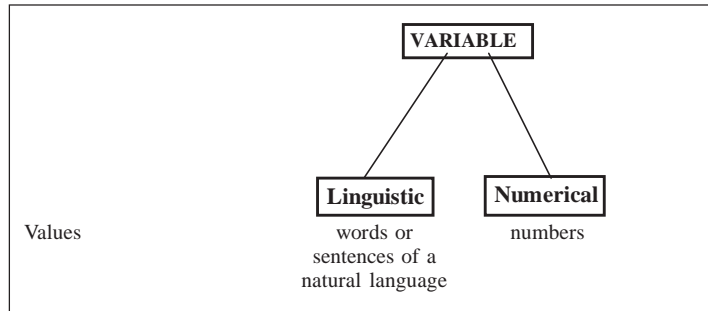 VARIABLE
Linguistic Numerical
Values words or numbers
sentences of a
natural language